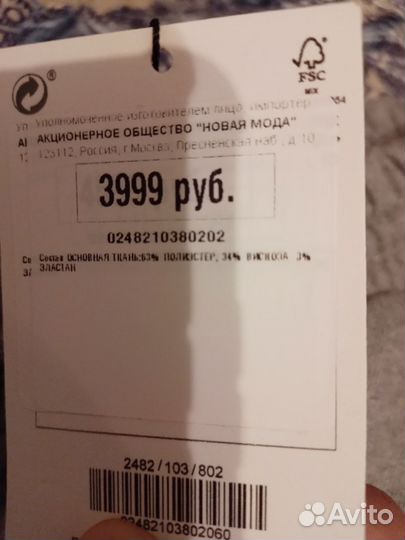 FSC
MIX
Уполномоченное изготовителем лицо, импортер
АКЦИОНЕРНОЕ ОБЩЕСТВО "НОВАЯ МОДА"
123112, Россия, г Москва, Пресненская наб., д.10
3999 руб.
0248210380202
Состав ОСНОВНАЯ ТКАНЬ:63% ПОЛИЭСТЕР, 34% ВИСКОЗА 3%
ЭЛАСТАН
2482/103/802
02482103802060
Avito